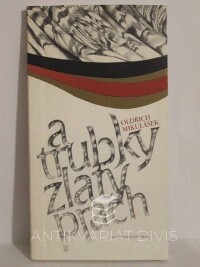 OLDŘICH
MIKULÁŠEK
a
trubky
zlatý
prach
ANTIKVARIÁT DIVIŠ